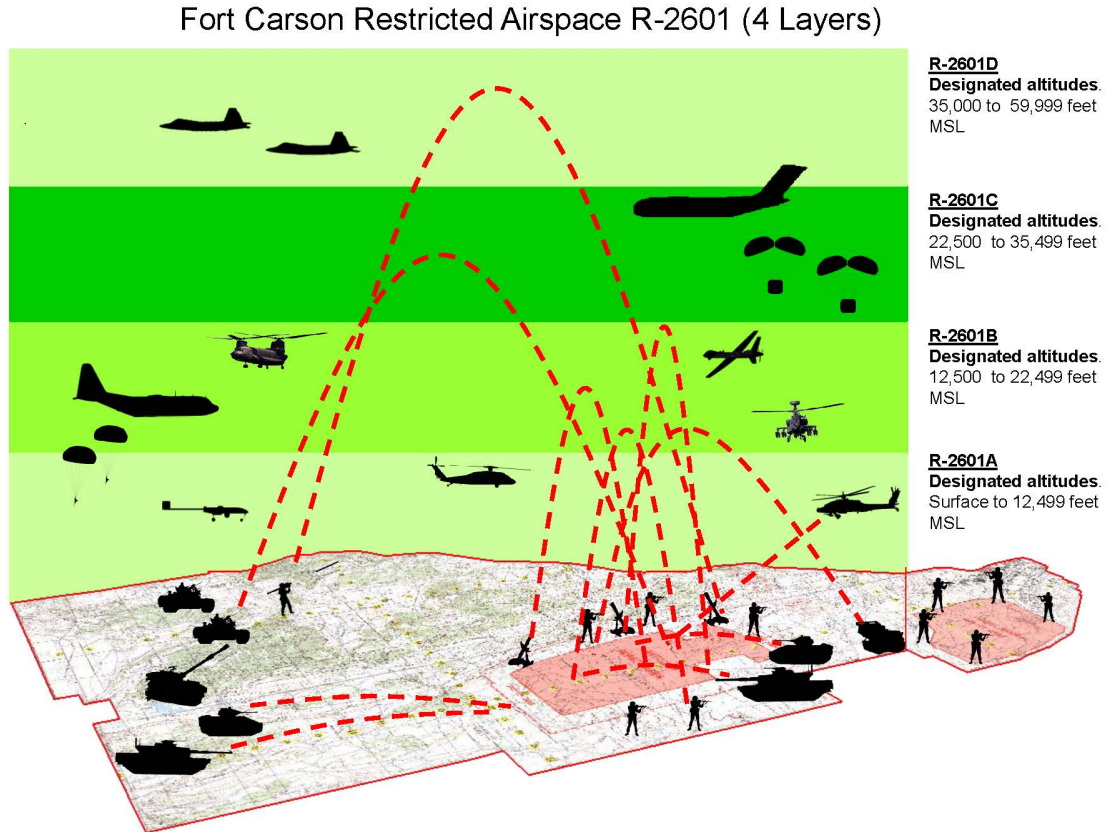 Fort Carson Restricted Airspace R-2601 (4 Layers)
R-2601D
Designated altitudes.
35,000 to 59,999 feet
MSL
R-2601C
Designated altitudes.
22,500 to 35,499 feet
MSL
R-2601B
Designated altitudes.
12,500 to 22,499 feet
MSL
R-2601A
Designated altitudes.
Surface to 12,499 feet
MSL